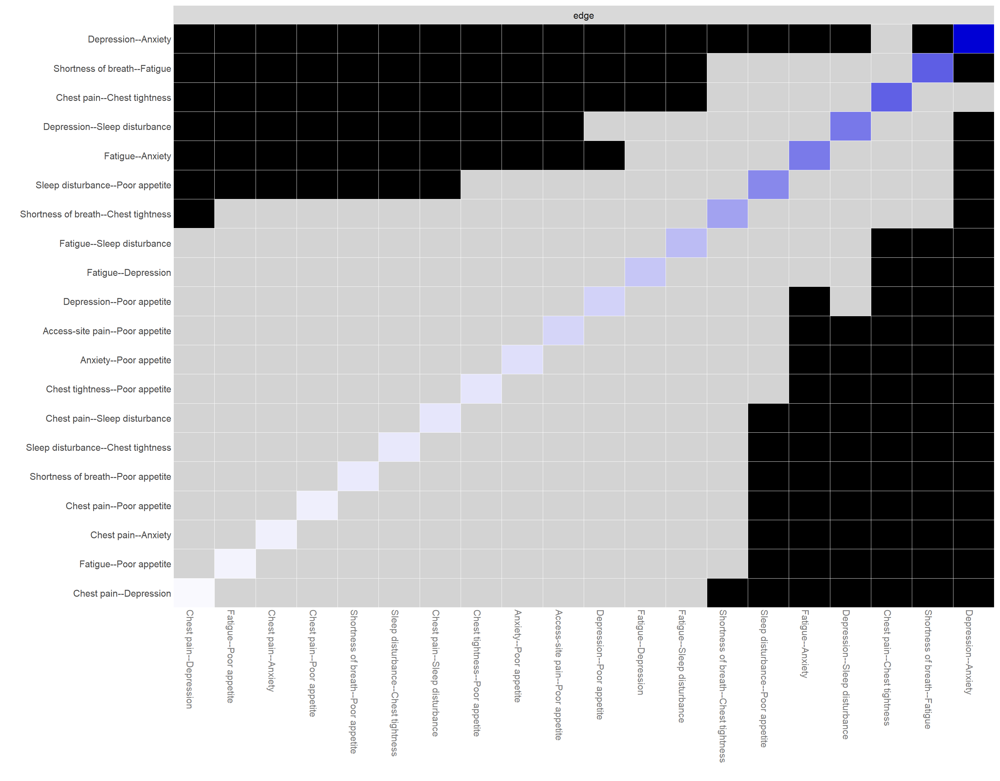 edge
Depression--Anxiety
Shortness of breath--Fatigue
Chest pain--Chest tightness
Depression--Sleep disturbance
Fatigue--Anxiety
Sleep disturbance--Poor appetite
Shortness of breath--Chest tightness
Fatigue--Sleep disturbance
Fatigue--Depression
Depression--Poor appetite
Access-site pain--Poor appetite
Anxiety--Poor appetite
Chest tightness--Poor appetite
Chest pain--Sleep disturbance
Sleep disturbance--Chest tightness
Shortness of breath--Poor appetite
Chest pain--Poor appetite
Chest pain--Anxiety
Fatigue--Poor appetite
Chest pain--Depression
Chest pain--Depression
Fatigue--Poor appetite
Chest pain--Anxiety
Chest pain--Poor appetite
Shortness of breath--Poor appetite
Sleep disturbance--Chest tightness
Chest pain--Sleep disturbance
Chest tightness--Poor appetite
Anxiety--Poor appetite
Access-site pain--Poor appetite
Depression--Poor appetite
Fatigue--Depression
Fatigue--Sleep disturbance
Shortness of breath--Chest tightness
Sleep disturbance--Poor appetite
Fatigue--Anxiety
Depression--Sleep disturbance
Chest pain--Chest tightness
Shortness of breath--Fatigue
Depression--Anxiety